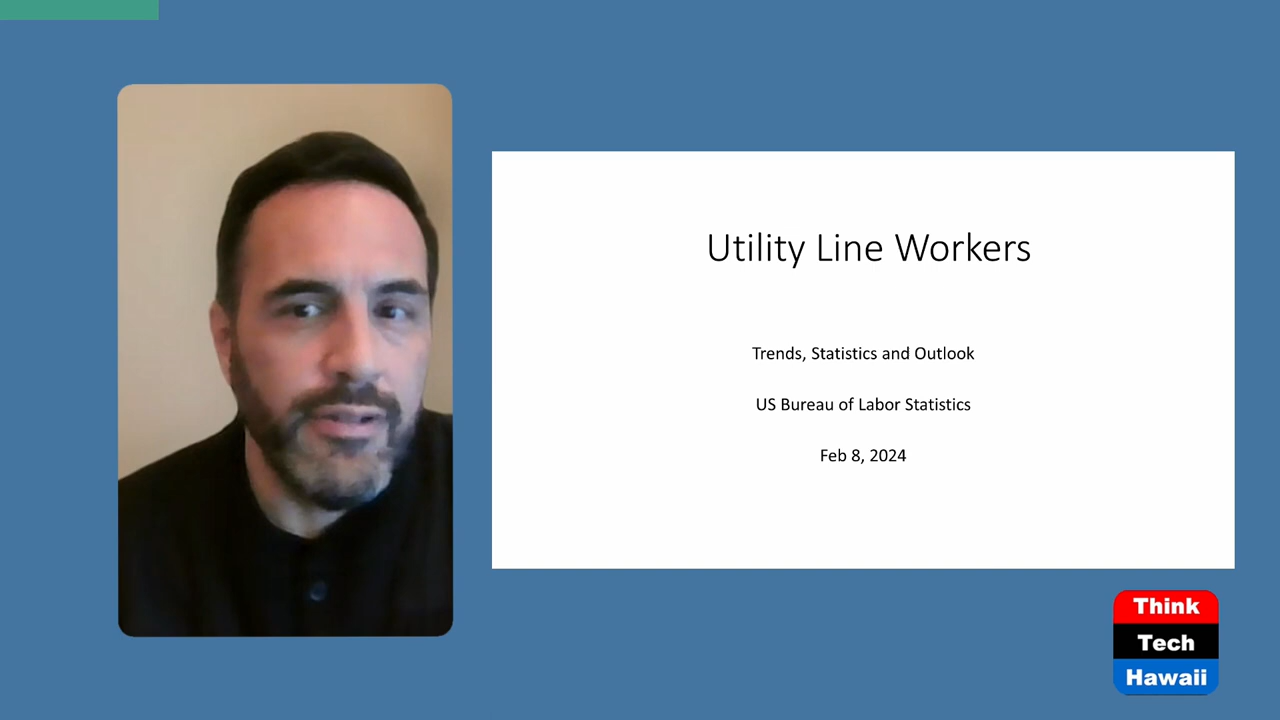 Utility Line Workers
Trends, Statistics and Outlook
US Bureau of Labor Statistics
Feb 8, 2024
Think
Tech
Hawaii